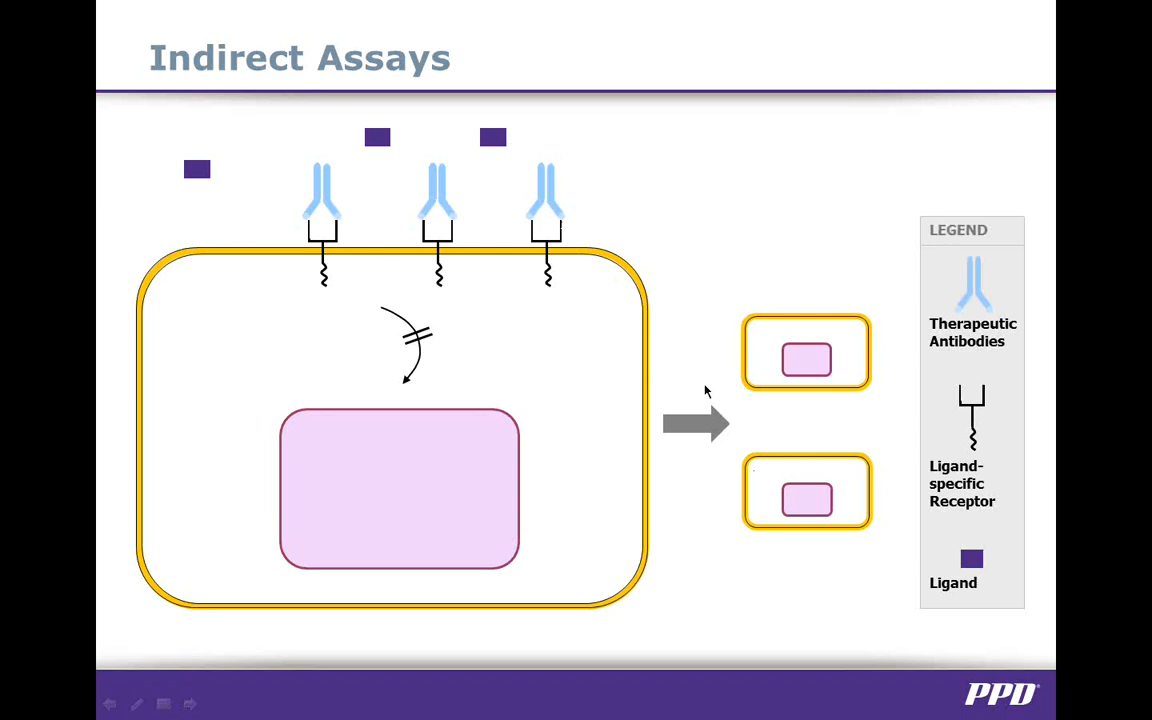 Indirect Assays
LEGEND
Therapeutic
Antibodies
Ligand-
specific
Receptor
Ligand
PPD®